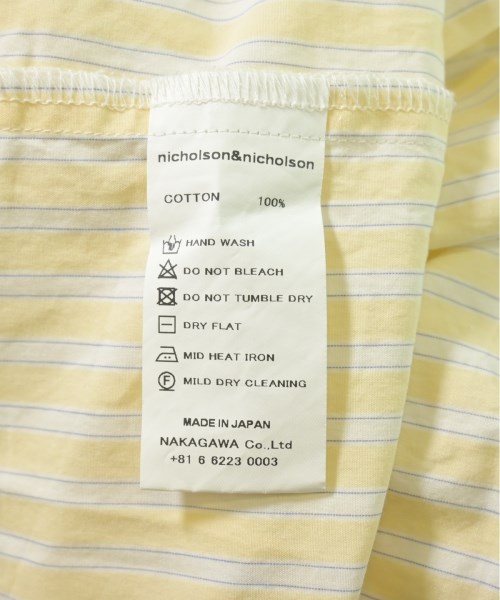 nicholson&nicholson
COTTON 100%
HAND WASH
DO NOT BLEACH
DO NOT TUMBLE DRY
DRY FLAT
MID HEAT IRON
F MILD DRY CLEANING
MADE IN JAPAN
NAKAGAWA Co.,Ltd
+81 6 6223 0003